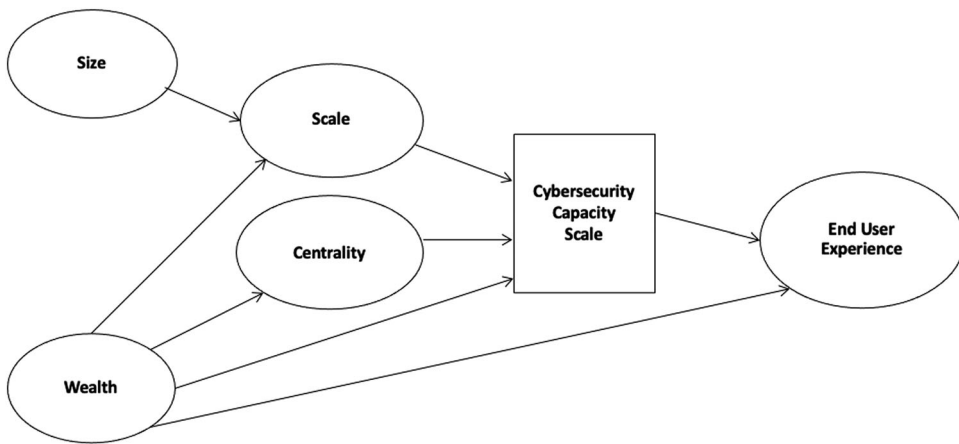 Size
Scale
Cybersecurity
Capacity
Scale
Centrality
End User
Experience
Wealth